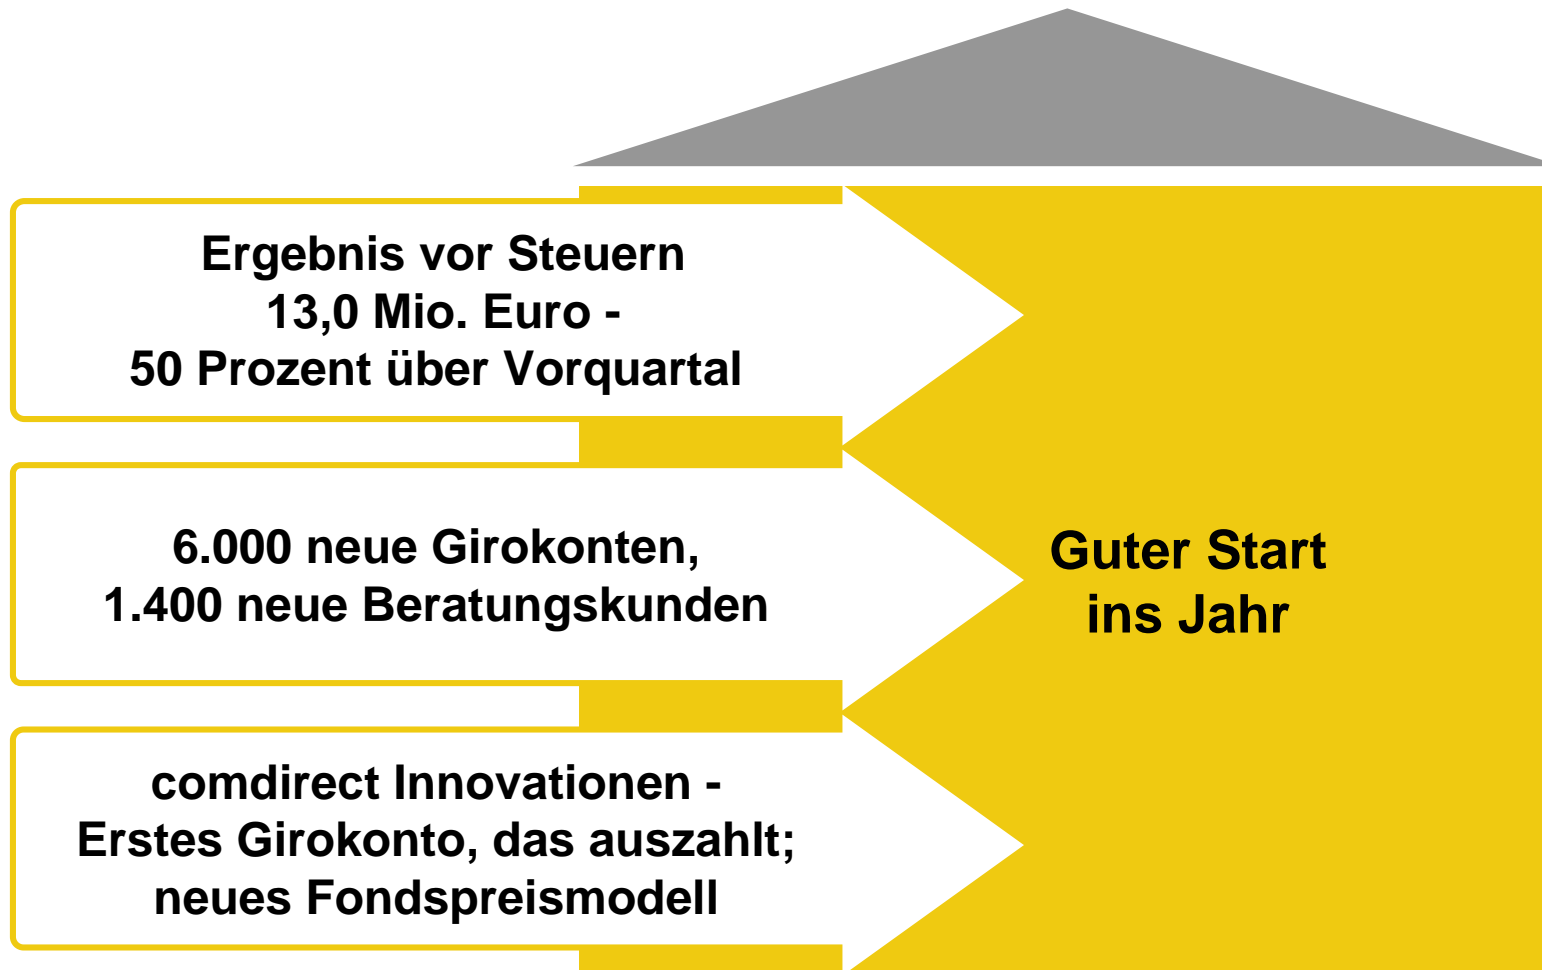 Ergebnis vor Steuern
13,0 Mio. Euro -
50 Prozent über Vorquartal
6.000 neue Girokonten,
1.400 neue Beratungskunden
Guter Start
ins Jahr
comdirect Innovationen -
Erstes Girokonto, das auszahlt;
neues Fondspreismodell